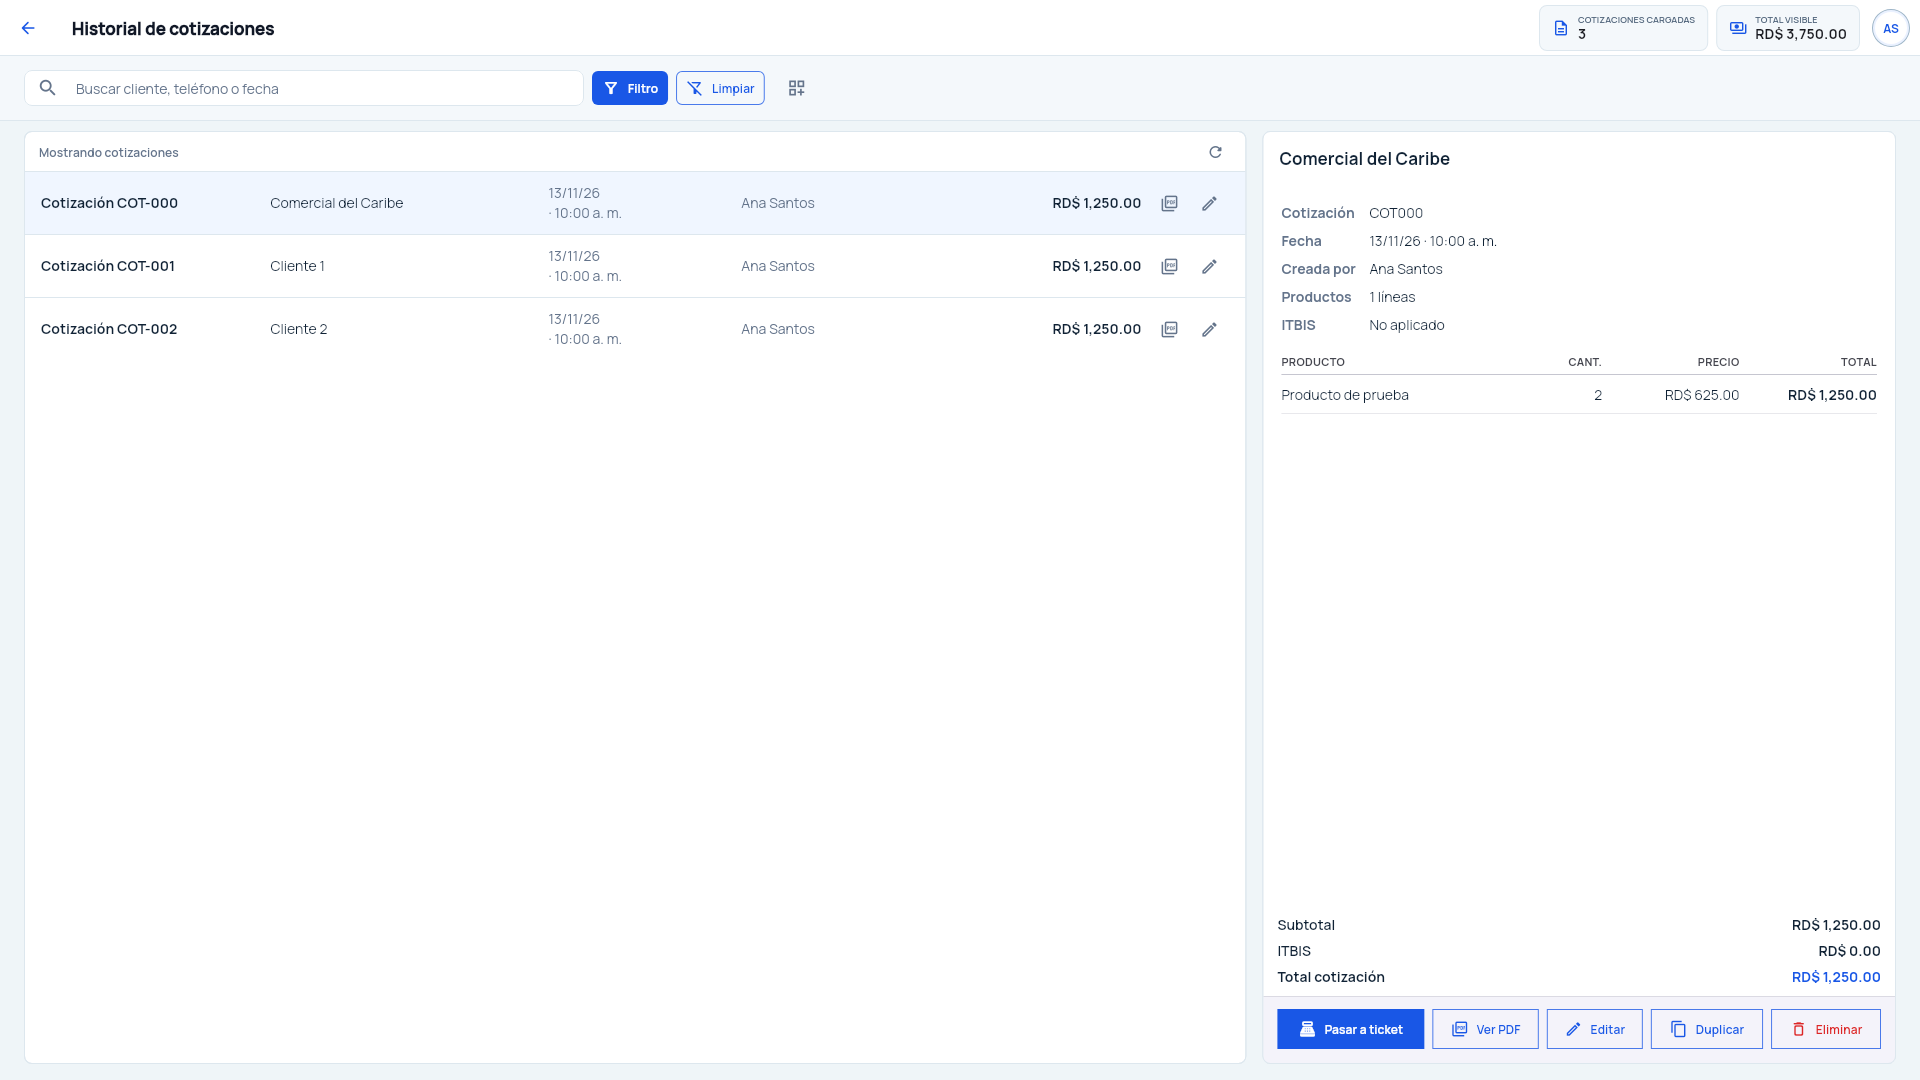 Historial de cotizaciones
COTIZACIONES CARGADAS
3
TOTAL VISIBLE
RD$ 3,750.00
AS
Buscar cliente, teléfono o fecha
Filtro
Limpiar
Mostrando cotizaciones
Cotización COT-000
Comercial del Caribe
13/11/26
· 10:00 a. m.
Ana Santos
RD$ 1,250.00
Cotización COT-001
Cliente 1
13/11/26
· 10:00 a. m.
Ana Santos
RD$ 1,250.00
Cotización COT-002
Cliente 2
13/11/26
· 10:00 a. m.
Ana Santos
RD$ 1,250.00
Comercial del Caribe
Cotización COT000
Fecha 13/11/26 · 10:00 a. m.
Creada por Ana Santos
Productos 1 líneas
ITBIS No aplicado
PRODUCTO CANT. PRECIO TOTAL
Producto de prueba 2 RD$ 625.00 RD$ 1,250.00
Subtotal RD$ 1,250.00
ITBIS RD$ 0.00
Total cotización RD$ 1,250.00
Pasar a ticket
Ver PDF
Editar
Duplicar
Eliminar